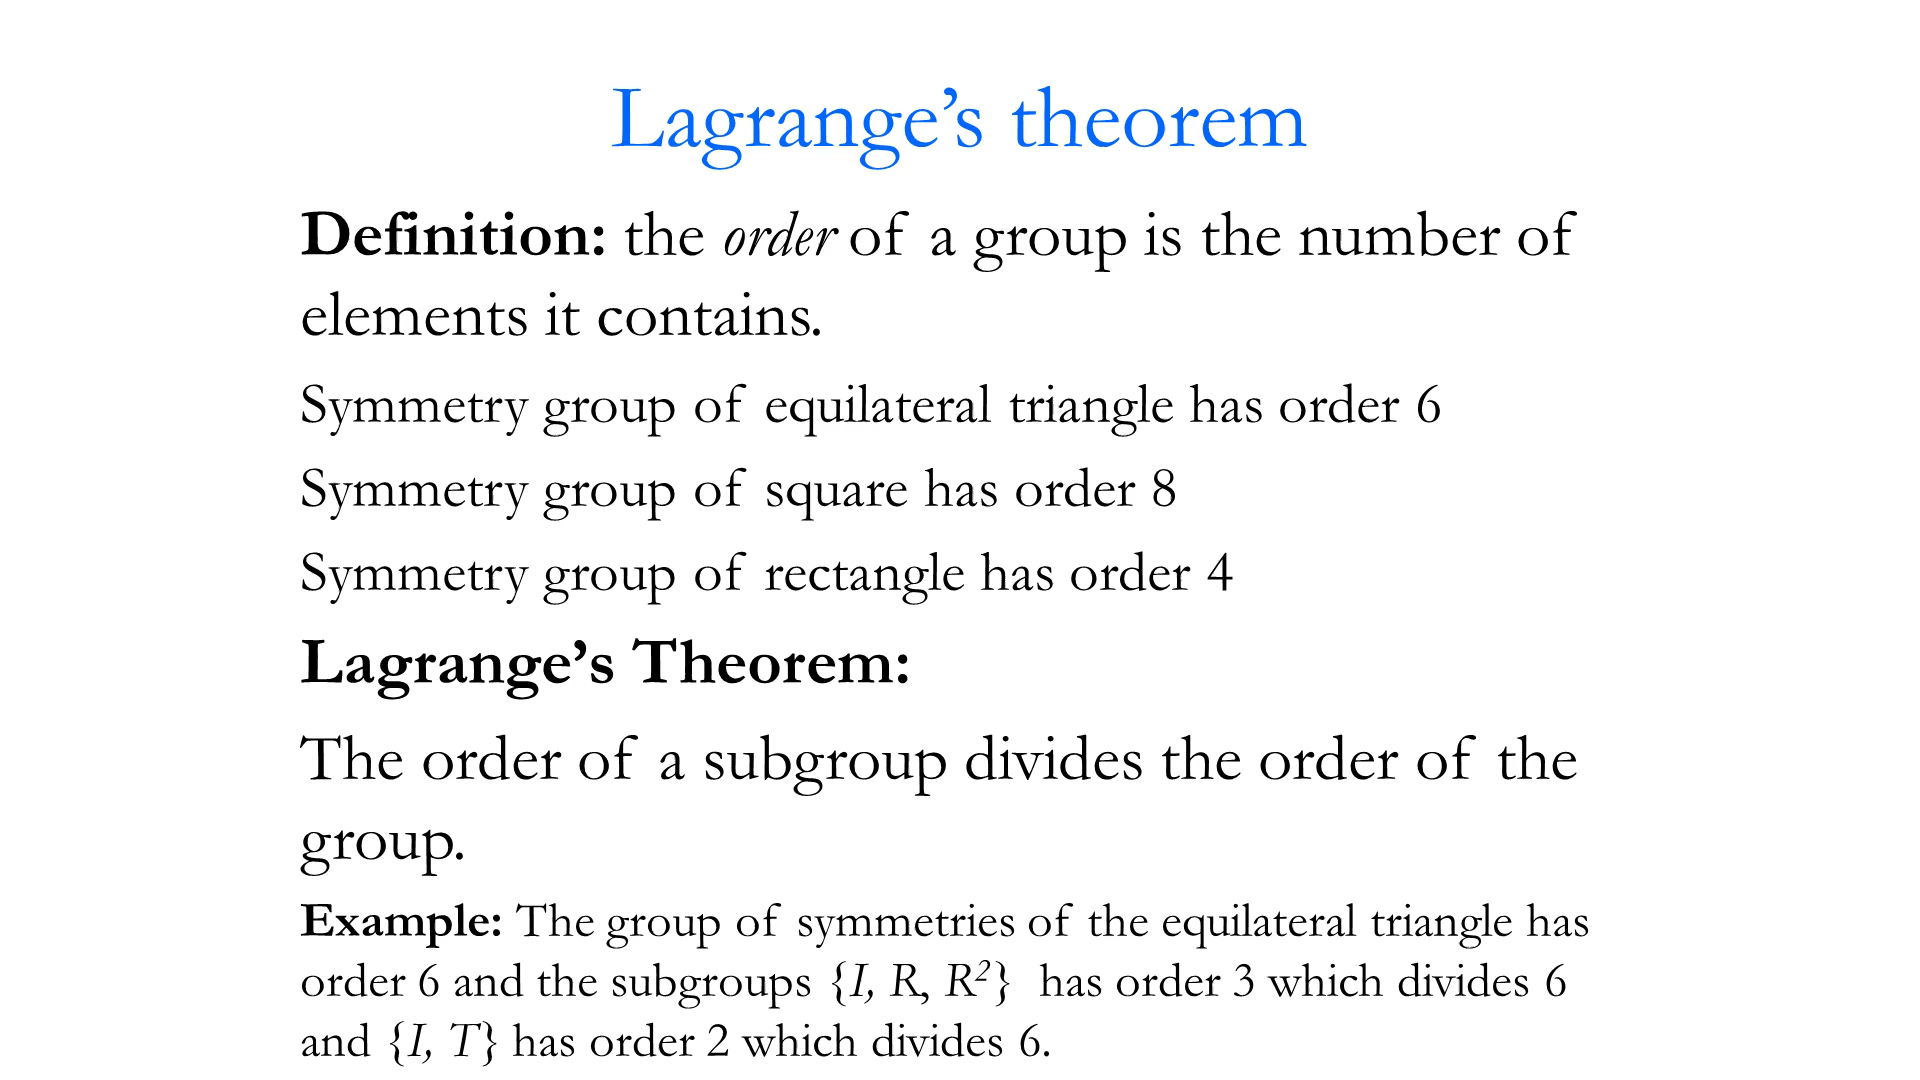 Lagrange’s theorem
Definition: the order of a group is the number of
elements it contains.
Symmetry group of equilateral triangle has order 6
Symmetry group of square has order 8
Symmetry group of rectangle has order 4
Lagrange’s Theorem:
The order of a subgroup divides the order of the
group.
Example: The group of symmetries of the equilateral triangle has
order 6 and the subgroups {I, R, R²} has order 3 which divides 6
and {I, T} has order 2 which divides 6.